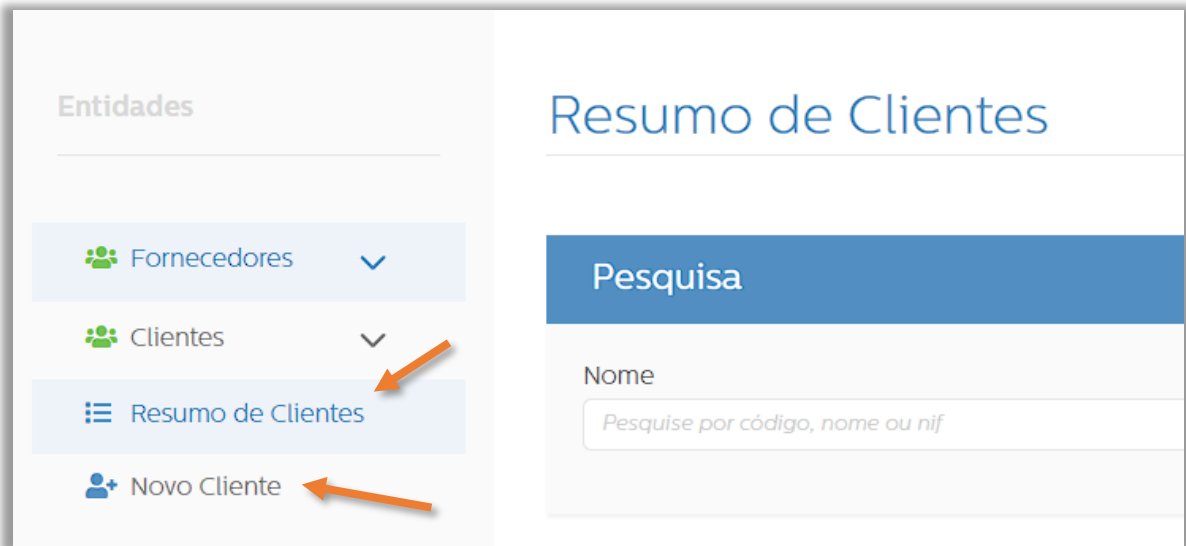 Entidades
Fornecedores
Clientes
Resumo de Clientes
Novo Cliente
Resumo de Clientes
Pesquisa
Nome
Pesquise por código, nome ou nif